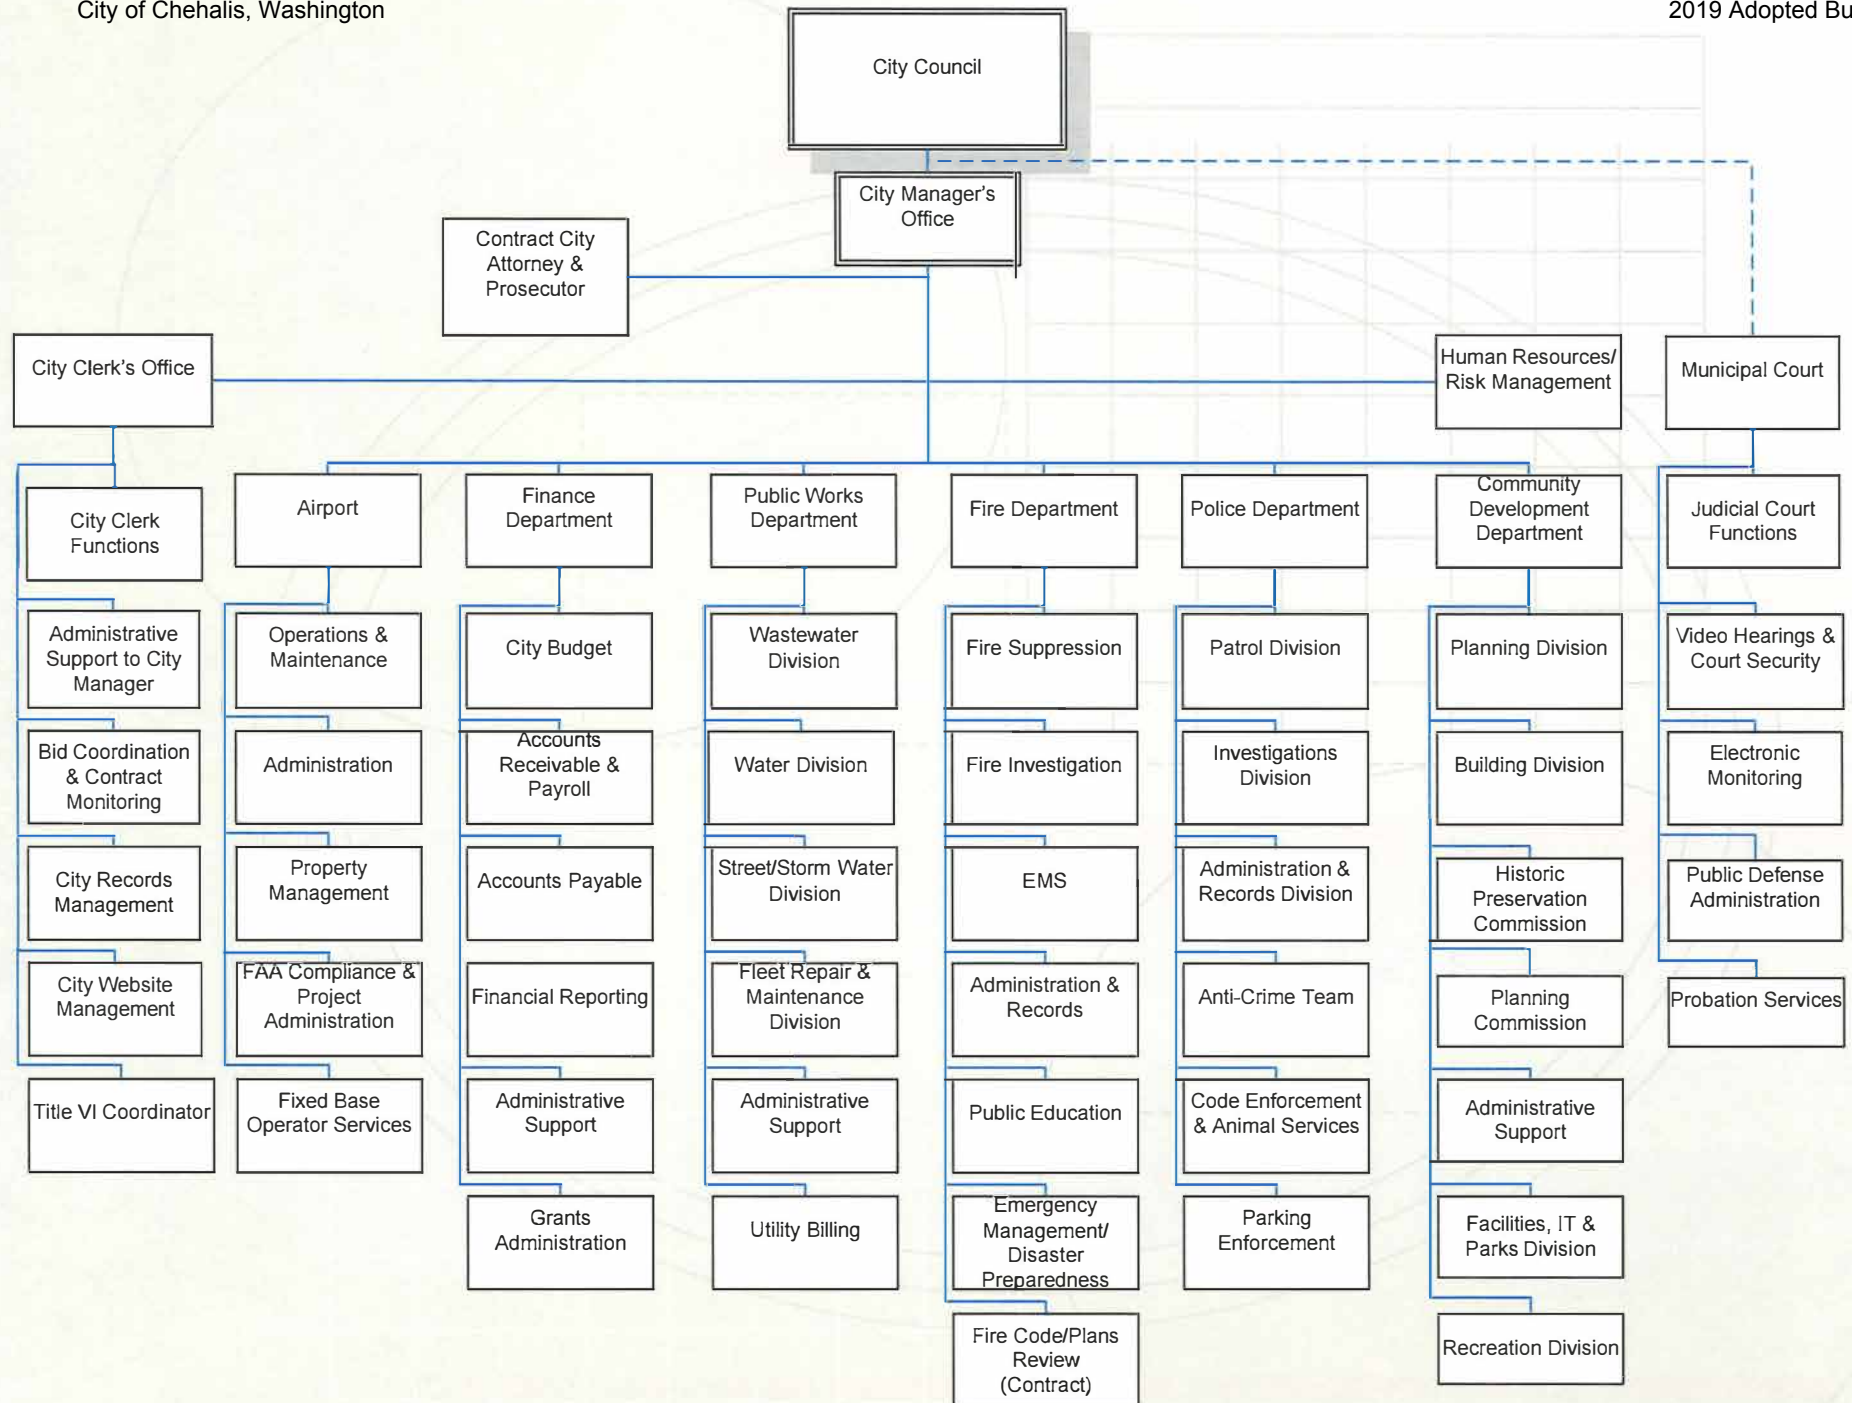 City of Chehalis, Washington
2019 Adopted Bu
City Council
City Manager's
Office
Contract City
Attorney &
Prosecutor
City Clerk's Office
Human Resources/
Risk Management
Municipal Court
City Clerk
Functions
Administrative
Support to City
Manager
Bid Coordination
& Contract
Monitoring
City Records
Management
City Website
Management
Title VI Coordinator
Airport
Operations &
Maintenance
Administration
Property
Management
FAA Compliance &
Project
Administration
Fixed Base
Operator Services
Finance
Department
City Budget
Accounts
Receivable &
Payroll
Accounts Payable
Financial Reporting
Administrative
Support
Grants
Administration
Public Works
Department
Wastewater
Division
Water Division
Street/Storm Water
Division
Fleet Repair &
Maintenance
Division
Administrative
Support
Utility Billing
Fire Department
Fire Suppression
Fire Investigation
EMS
Administration &
Records
Public Education
Emergency
Management/
Disaster
Preparedness
Fire Code/Plans
Review
(Contract)
Police Department
Patrol Division
Investigations
Division
Administration &
Records Division
Anti-Crime Team
Code Enforcement
& Animal Services
Parking
Enforcement
Community
Development
Department
Planning Division
Building Division
Historic
Preservation
Commission
Planning
Commission
Administrative
Support
Facilities, IT &
Parks Division
Recreation Division
Judicial Court
Functions
Video Hearings &
Court Security
Electronic
Monitoring
Public Defense
Administration
Probation Services